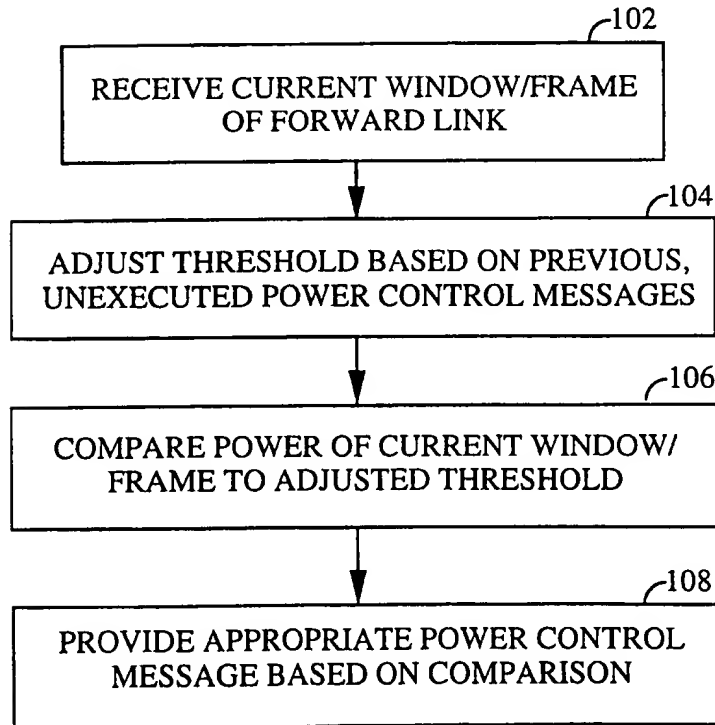 102
RECEIVE CURRENT WINDOW/FRAME
OF FORWARD LINK
104
ADJUST THRESHOLD BASED ON PREVIOUS,
UNEXECUTED POWER CONTROL MESSAGES
106
COMPARE POWER OF CURRENT WINDOW/
FRAME TO ADJUSTED THRESHOLD
108
PROVIDE APPROPRIATE POWER CONTROL
MESSAGE BASED ON COMPARISON